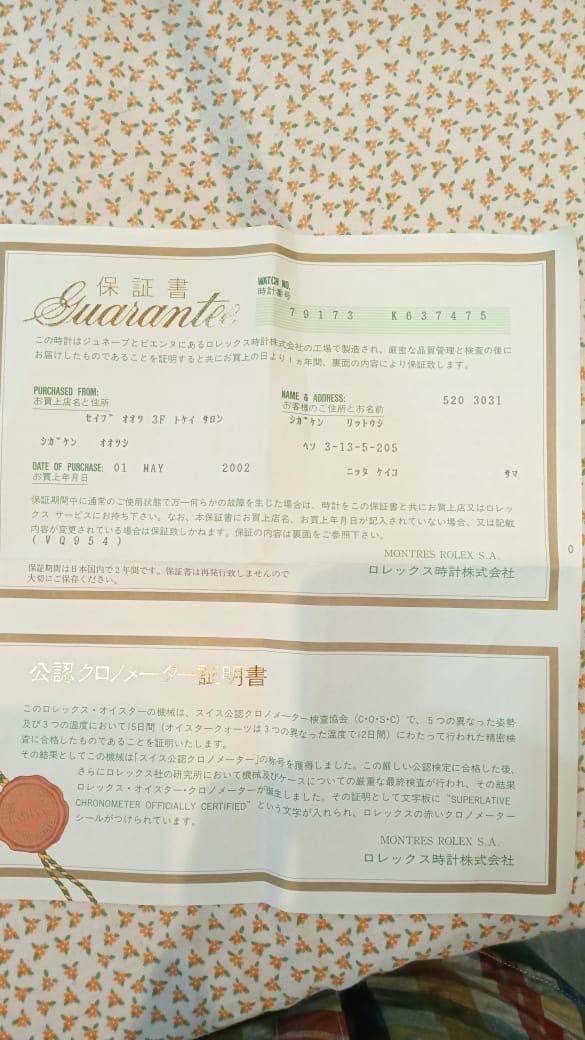 保証書
Guarantee
WATCH NO.
時計番号
79173 K637475
この時計はジュネーブとビエンヌにあるロレックス時計株式会社の工場で製造され、厳密な品質管理と検査の後に
お届けしたものであることを証明すると共にお買上の日より1ヵ年間、裏面の内容により保証致します。
PURCHASED FROM:
お買上店名と住所
セイブ゛ オオツ 3F トケイ サロン
シガ゛ケン オオツシ
DATE OF PURCHASE: 01 MAY 2002
お買上年月日
NAME & ADDRESS: 520 3031
お客様のご住所とお名前
シガ゛ケン リットウシ
ヘソ 3-13-5-205
ニッタ ケイコ サマ
保証期間中に通常のご使用状態で万一何らかの故障を生じた場合は、時計をこの保証書と共にお買上店又はロレッ
クス サービスにお持ち下さい。なお、本保証書にお買上店名、お買上年月日が記入されていない場合、又は記載
内容が変更されている場合は保証致しかねます。保証の内容は裏面をご参照下さい。
(VQ954)
MONTRES ROLEX S.A.
ロレックス時計株式会社
保証期間は日本国内で2年間です。保証書は再発行致しませんので
大切にご保存ください。
公認クロノメーター証明書
このロレックス・オイスターの機械は、スイス公認クロノメーター検査協会(C・O・S・C)で、5つの異なった姿勢
及び3つの温度において15日間(オイスタークォーツは3つの異なった温度で12日間)にわたって行われた精密検
査に合格したものであることを証明いたします。
その結果としてこの機械は「スイス公認クロノメーター」の称号を獲得しました。この厳しい公認検定に合格した後、
さらにロレックス社の研究所において機械及びケースについての厳重な最終検査が行われ、その結果
ロレックス・オイスター・クロノメーターが誕生しました。その証明として文字板に"SUPERLATIVE
CHRONOMETER OFFICIALLY CERTIFIED"という文字が入れられ、ロレックスの赤いクロノメーター
シールがつけられています。
MONTRES ROLEX S.A.
ロレックス時計株式会社